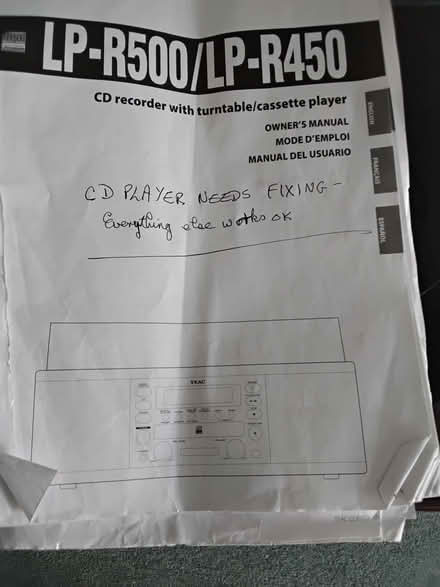 LP-R500/LP-R450
CD recorder with turntable/cassette player
OWNER'S MANUAL
MODE D'EMPLOI
MANUAL DEL USUARIO
ENGLISH
FRANÇAIS
ESPAÑOL
CD PLAYER NEEDS FIXING -
Everything else works OK
TEAC